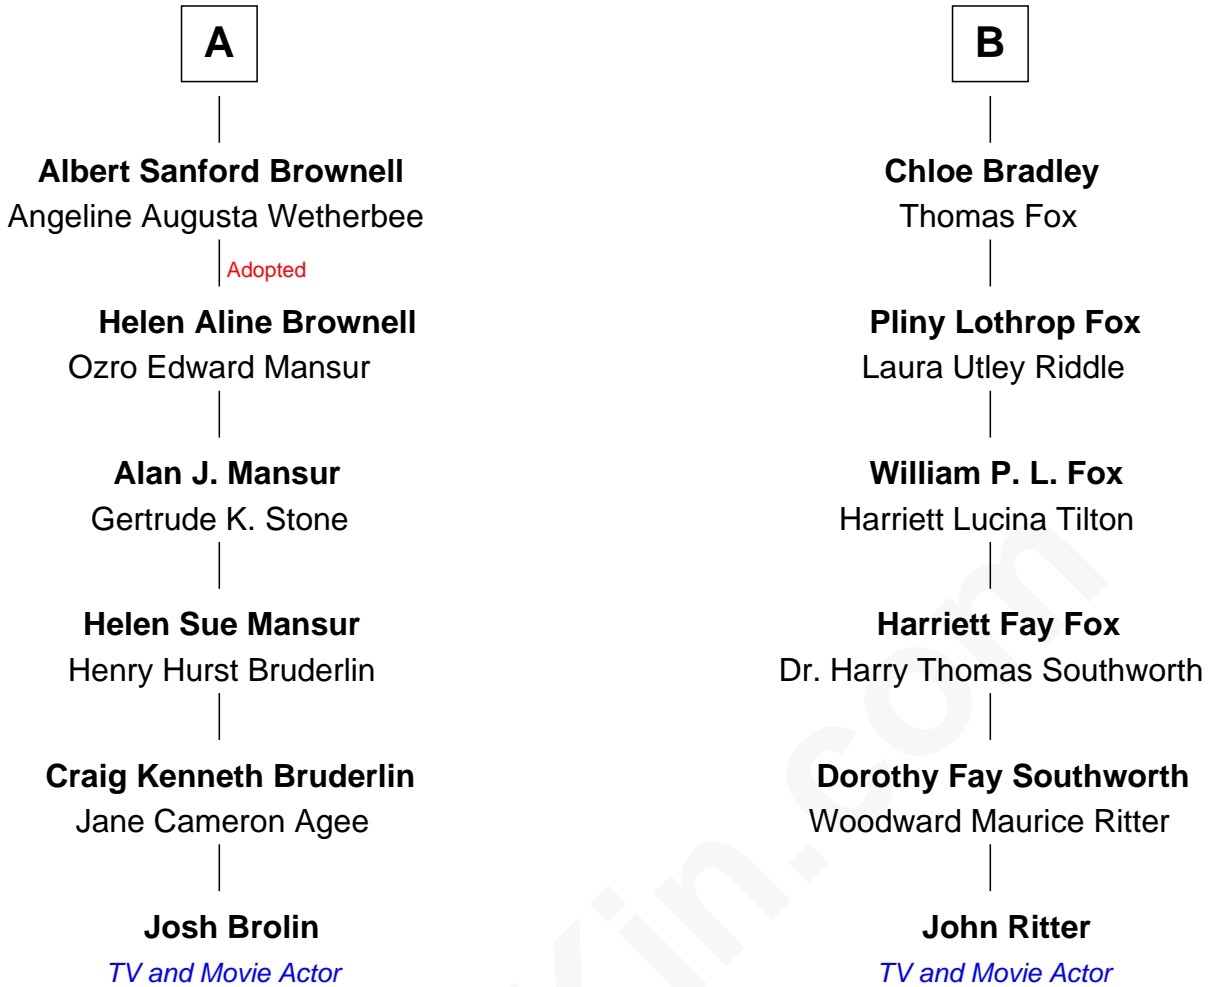 A
B
Albert Sanford Brownell
Angeline Augusta Wetherbee
Adopted
Helen Aline Brownell
Ozro Edward Mansur
Alan J. Mansur
Gertrude K. Stone
Helen Sue Mansur
Henry Hurst Bruderlin
Craig Kenneth Bruderlin
Jane Cameron Agee
Josh Brolin
TV and Movie Actor
Chloe Bradley
Thomas Fox
Pliny Lothrop Fox
Laura Utley Riddle
William P. L. Fox
Harriett Lucina Tilton
Harriett Fay Fox
Dr. Harry Thomas Southworth
Dorothy Fay Southworth
Woodward Maurice Ritter
John Ritter
TV and Movie Actor